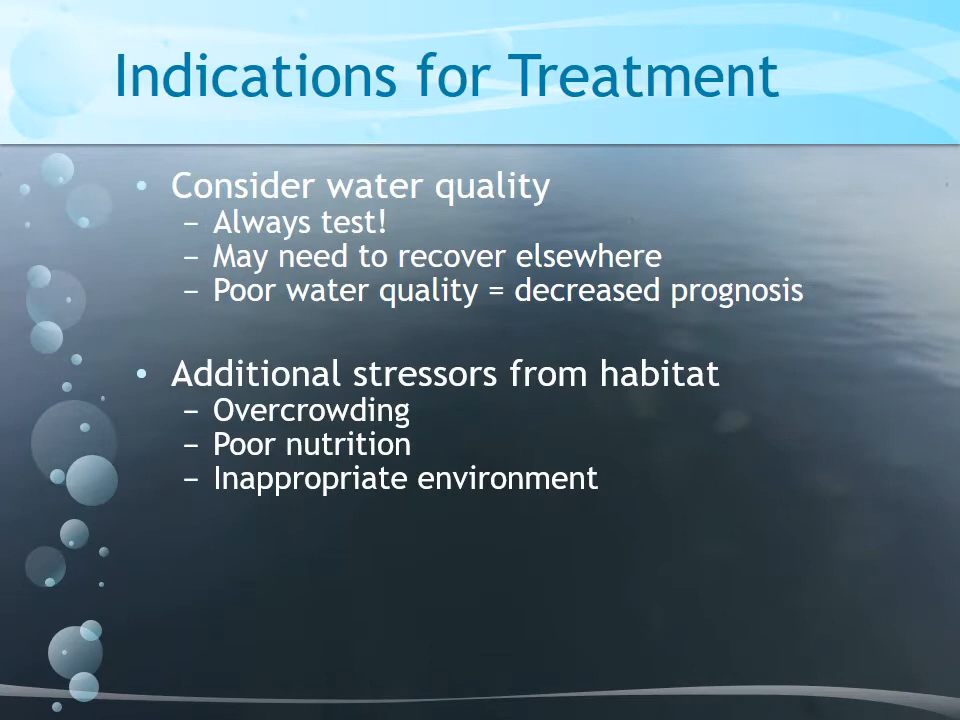 Indications for Treatment
• Consider water quality
– Always test!
– May need to recover elsewhere
– Poor water quality = decreased prognosis
• Additional stressors from habitat
– Overcrowding
– Poor nutrition
– Inappropriate environment